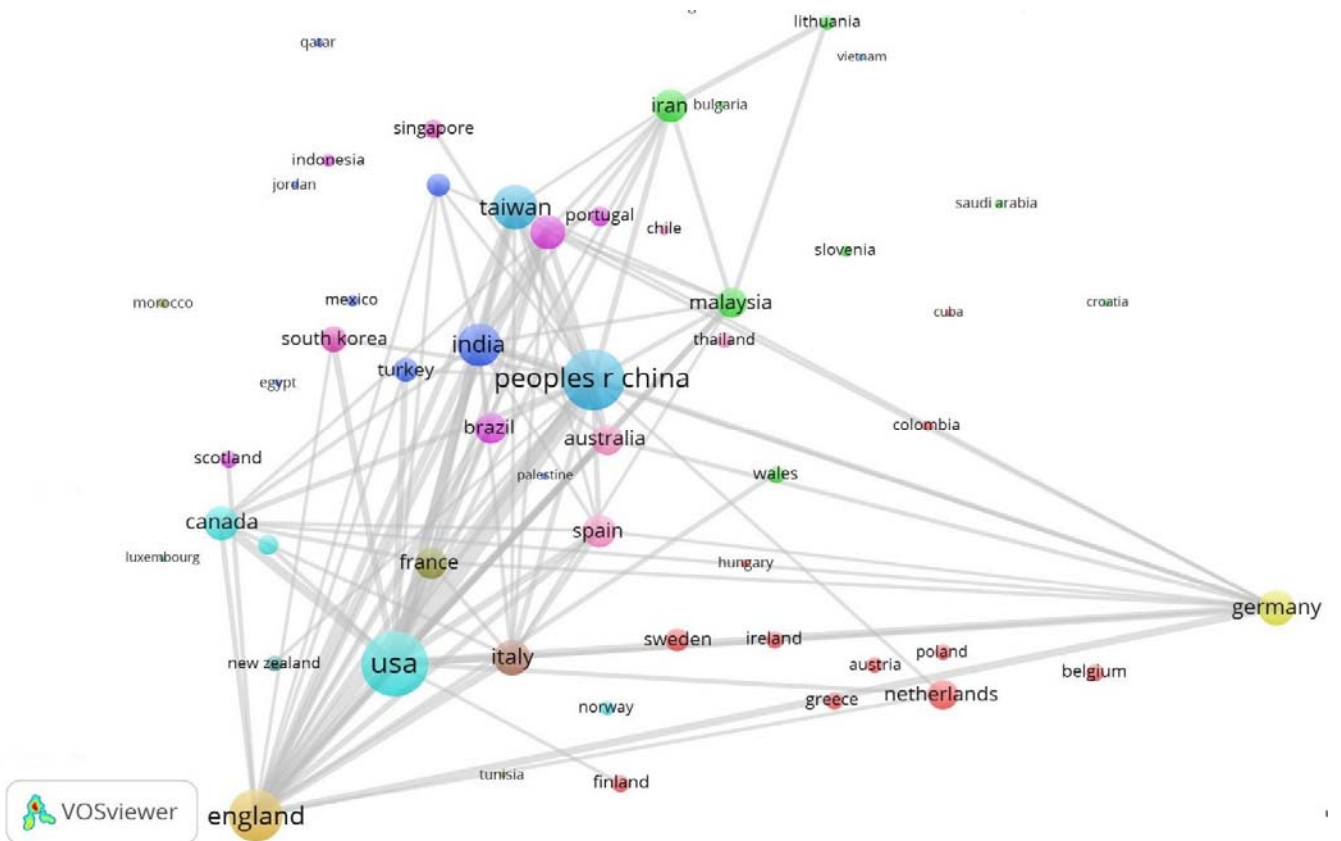 lithuania
qatar
vietnam
iran
bulgaria
singapore
indonesia
jordan
taiwan
portugal
chile
saudi arabia
slovenia
morocco
mexico
malaysia
croatia
cuba
south korea
india
thailand
turkey
egypt
peoples r china
brazil
australia
colombia
scotland
palestine
wales
canada
spain
luxembourg
france
hungary
germany
sweden
ireland
usa
italy
new zealand
austria
poland
belgium
greece
netherlands
norway
tunisia
finland
VOSviewer
england